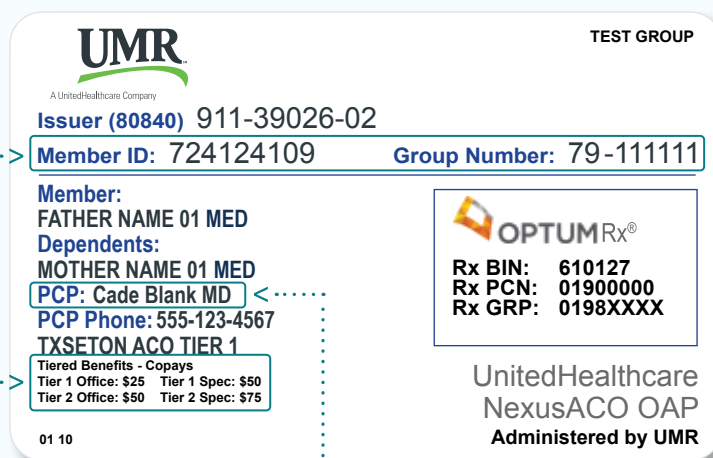 UMR
TEST GROUP
A UnitedHealthcare Company
Issuer (80840) 911-39026-02
Member ID: 724124109 Group Number: 79-111111
Member:
FATHER NAME 01 MED
Dependents:
MOTHER NAME 01 MED
PCP: Cade Blank MD
PCP Phone: 555-123-4567
TXSETON ACO TIER 1
Tiered Benefits - Copays
Tier 1 Office: $25 Tier 1 Spec: $50
Tier 2 Office: $50 Tier 2 Spec: $75
01 10
OPTUMRx®
Rx BIN: 610127
Rx PCN: 01900000
Rx GRP: 0198XXXX
UnitedHealthcare
NexusACO OAP
Administered by UMR